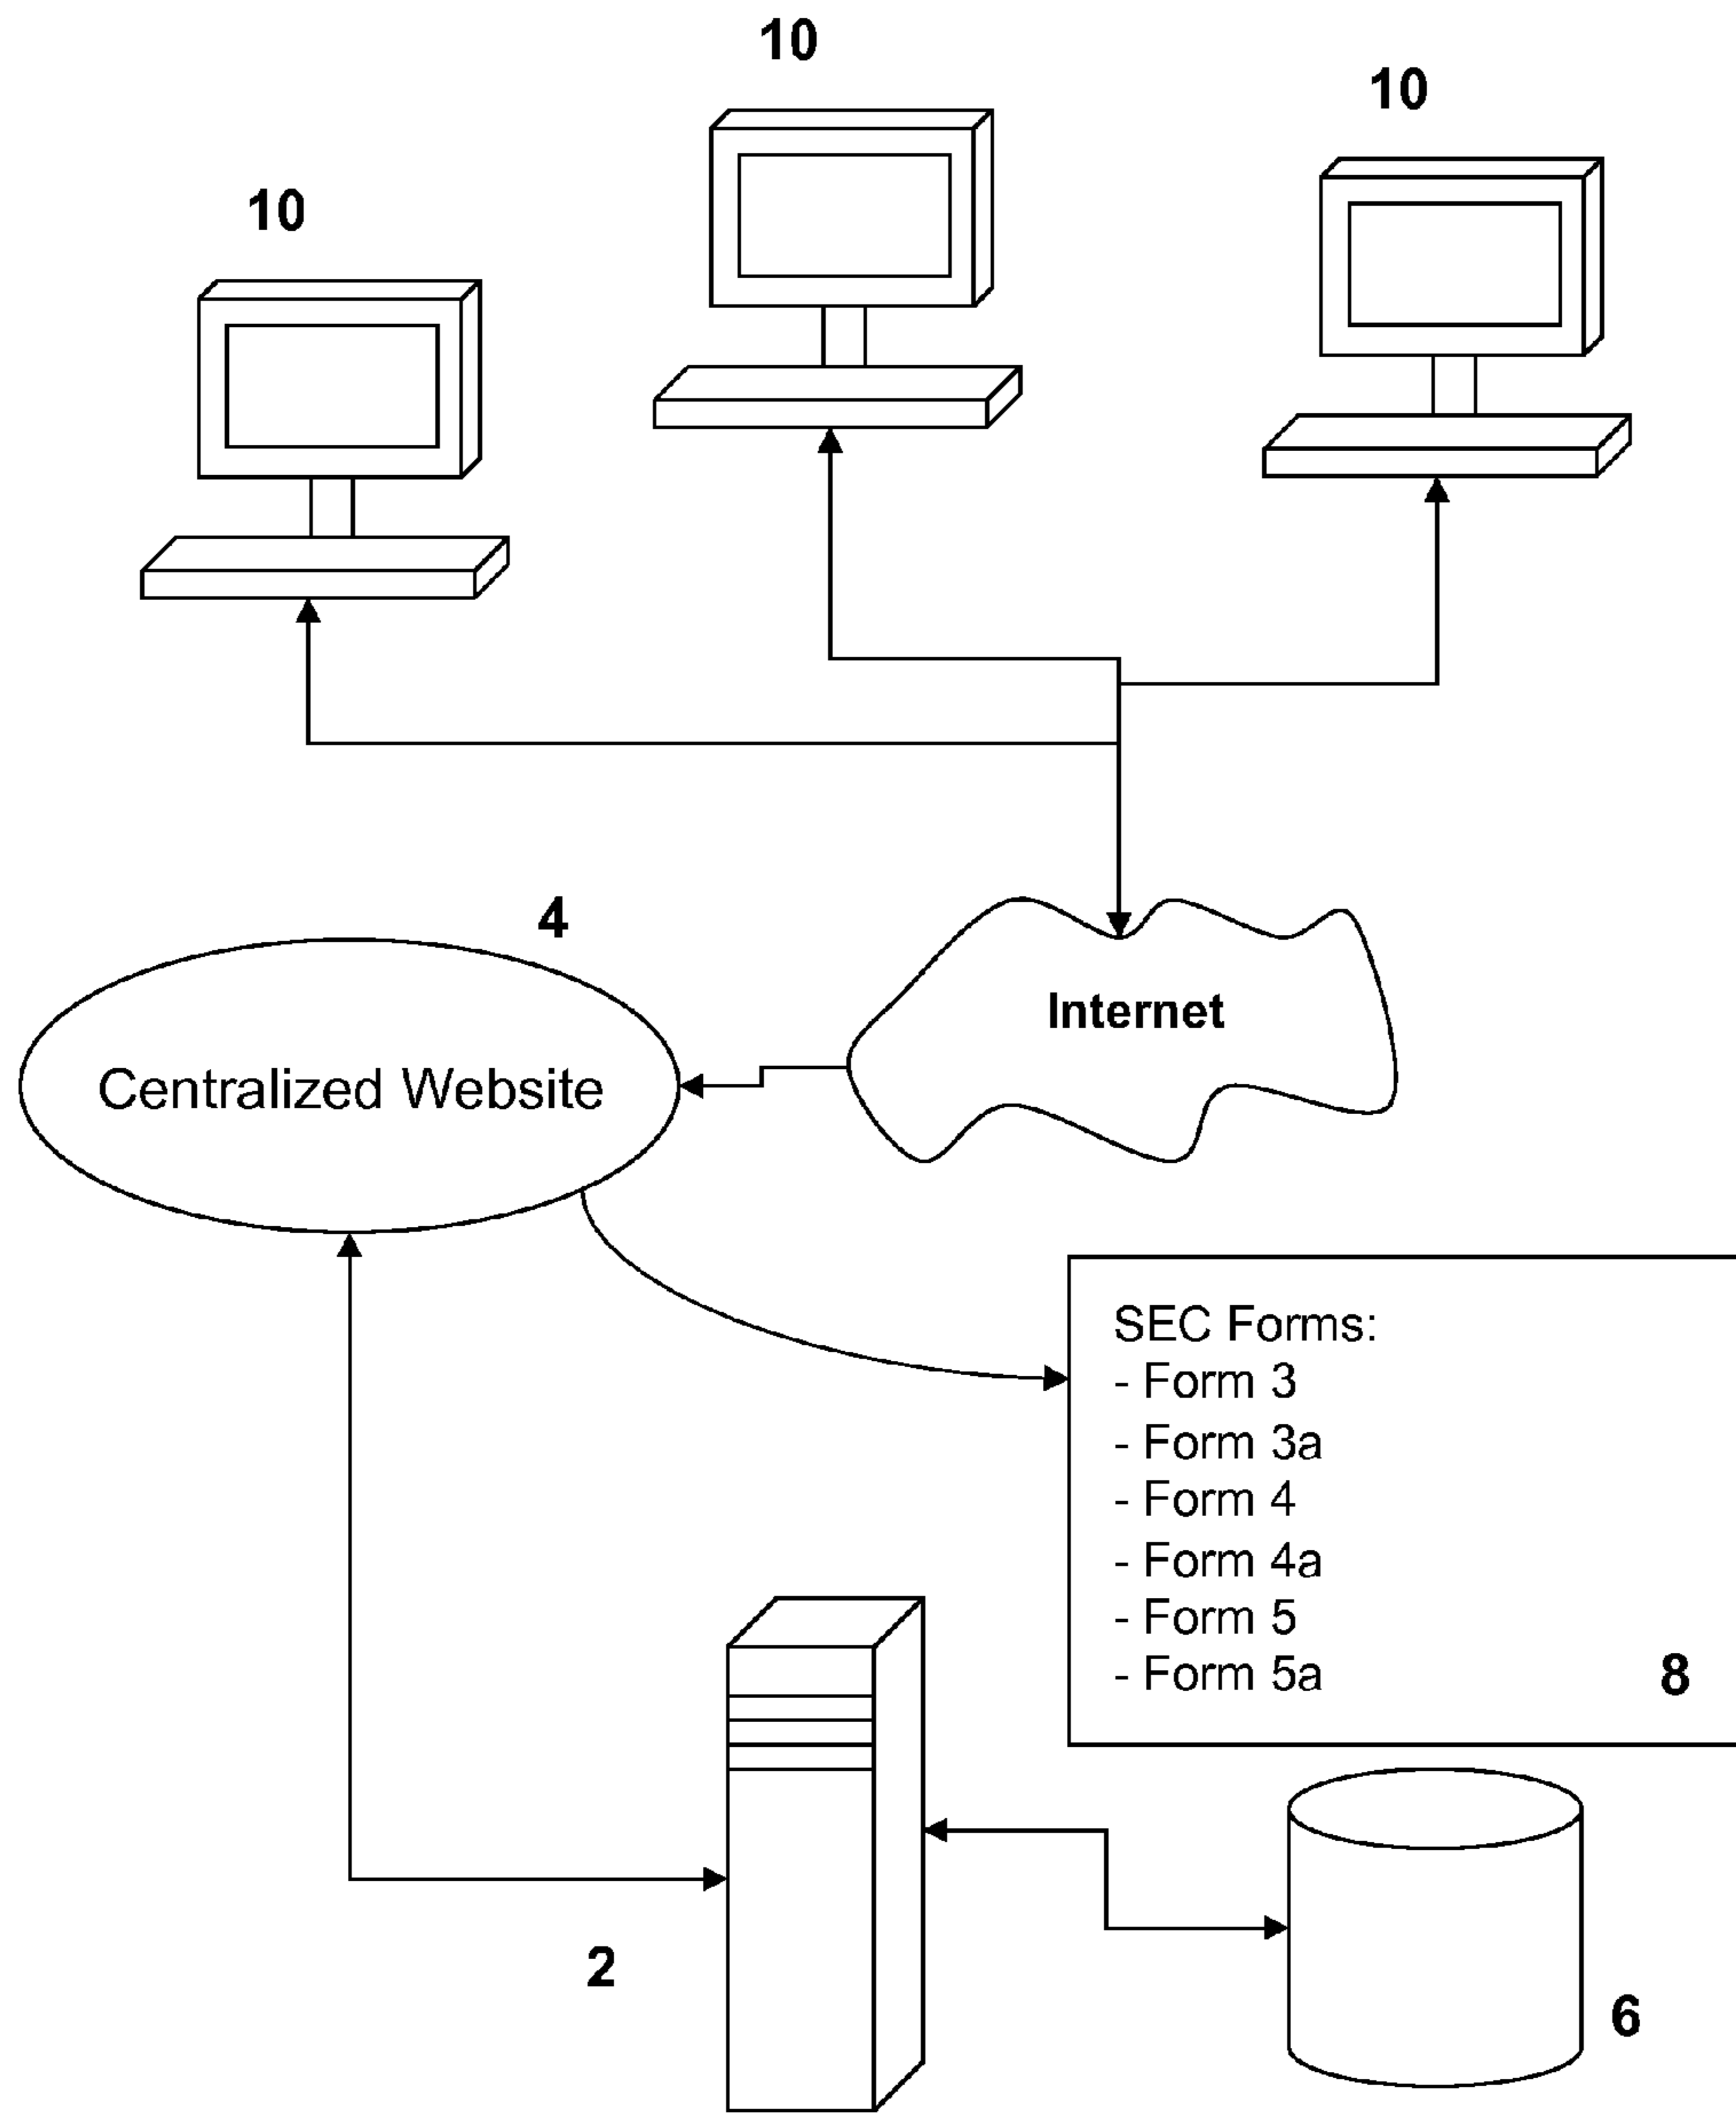 10
10
10
4
Internet
Centralized Website
SEC Forms:
- Form 3
- Form 3a
- Form 4
- Form 4a
- Form 5
- Form 5a
8
2
6